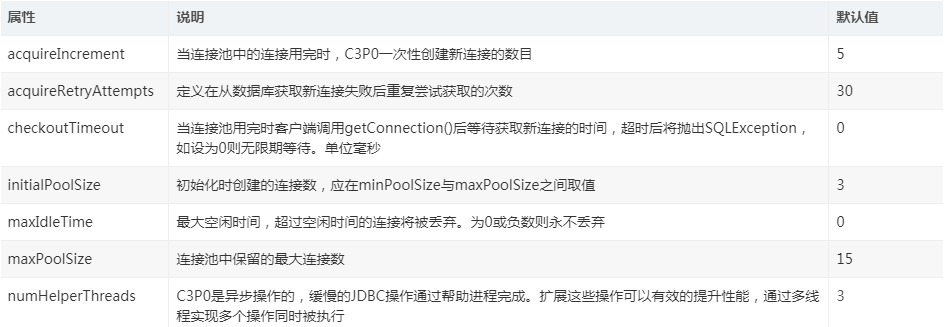 属性 说明 默认值
acquireIncrement 当连接池中的连接用完时，C3P0一次性创建新连接的数目 5
acquireRetryAttempts 定义在从数据库获取新连接失败后重复尝试获取的次数 30
checkoutTimeout 当连接池用完时客户端调用getConnection()后等待获取新连接的时间，超时后将抛出SQLException， 0
如设为0则无限期等待。单位毫秒
initialPoolSize 初始化时创建的连接数，应在minPoolSize与maxPoolSize之间取值 3
maxIdleTime 最大空闲时间，超过空闲时间的连接将被丢弃。为0或负数则永不丢弃 0
maxPoolSize 连接池中保留的最大连接数 15
numHelperThreads C3P0是异步操作的，缓慢的JDBC操作通过帮助进程完成。扩展这些操作可以有效的提升性能，通过多线 3
程实现多个操作同时被执行